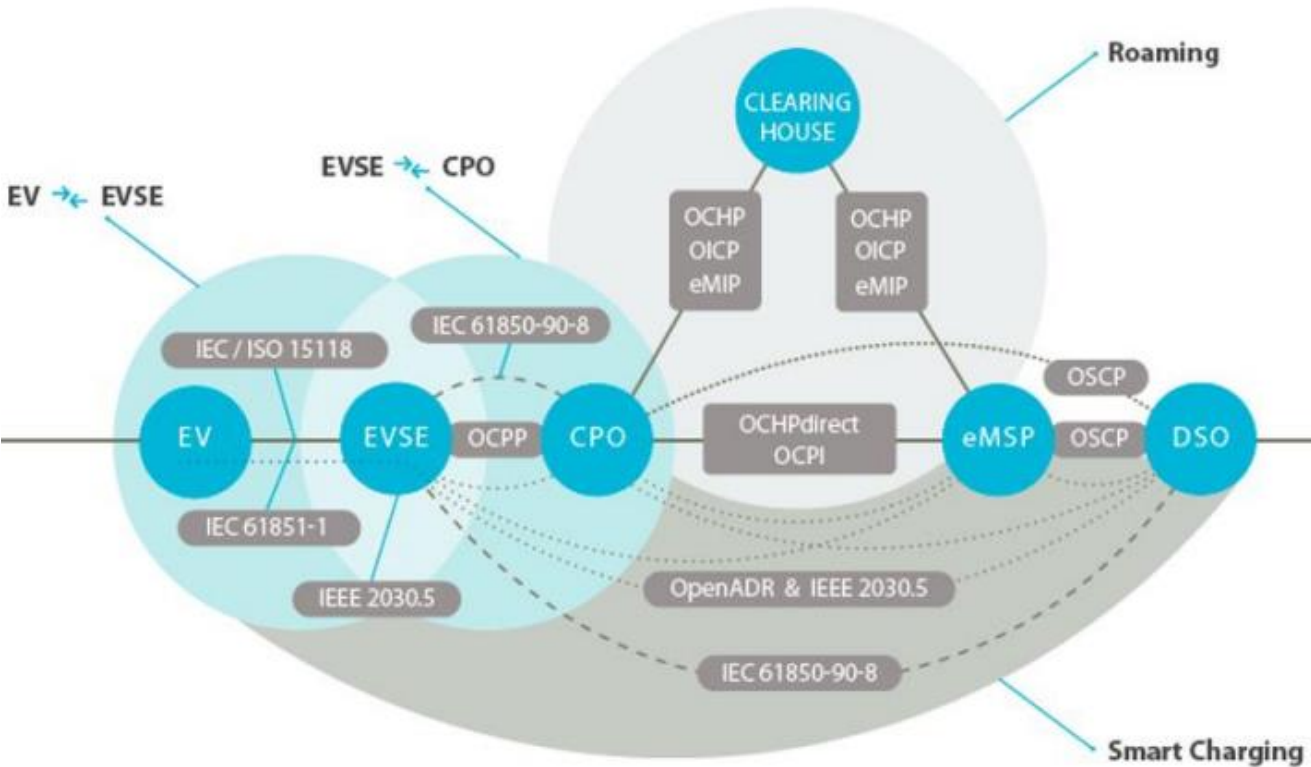 Roaming
CLEARING
HOUSE
EVSE CPO
EV EVSE
OCHP
OICP
eMIP
OCHP
OICP
eMIP
IEC 61850-90-8
IEC / ISO 15118
OSCP
EV
EVSE
OCPP
CPO
OCHPdirect
OCPI
eMSP
OSCP
DSO
IEC 61851-1
IEEE 2030.5
OpenADR & IEEE 2030.5
IEC 61850-90-8
Smart Charging